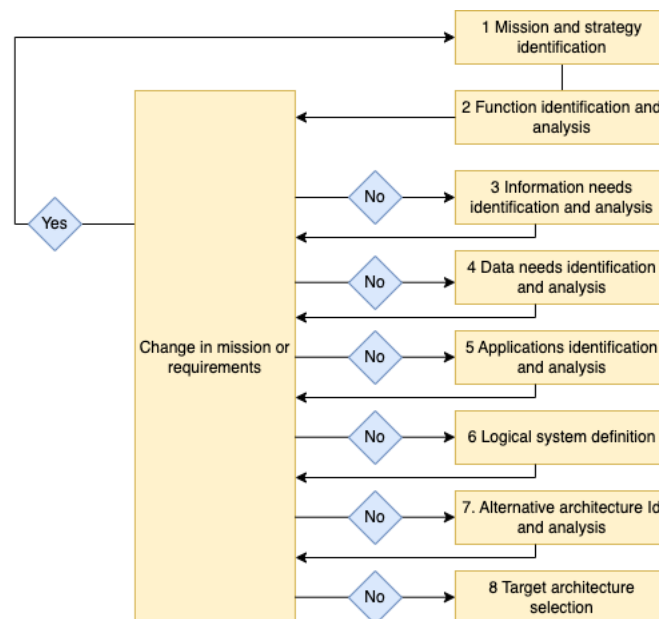 1 Mission and strategy
identification
2 Function identification and
analysis
No
3 Information needs
identification and analysis
Yes
No
4 Data needs identification
and analysis
Change in mission or
requirements
No
5 Applications identification
and analysis
No
6 Logical system definition
No
7. Alternative architecture Id
and analysis
No
8 Target architecture
selection